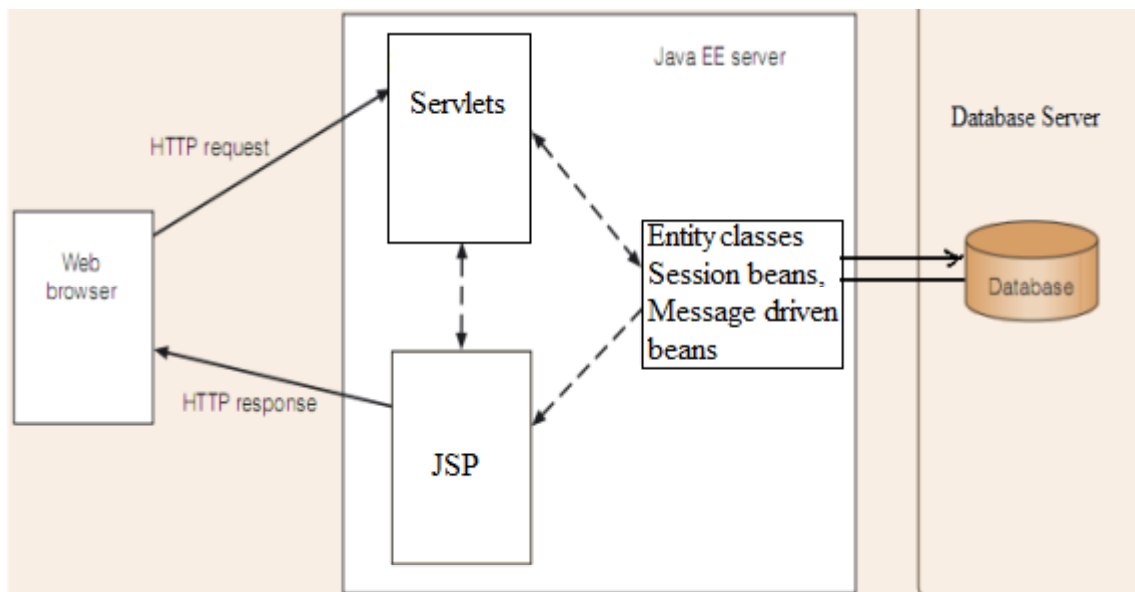 Java EE server
Servlets
Database Server
HTTP request
Web
browser
Entity classes
Session beans,
Message driven
beans
Database
HTTP response
JSP